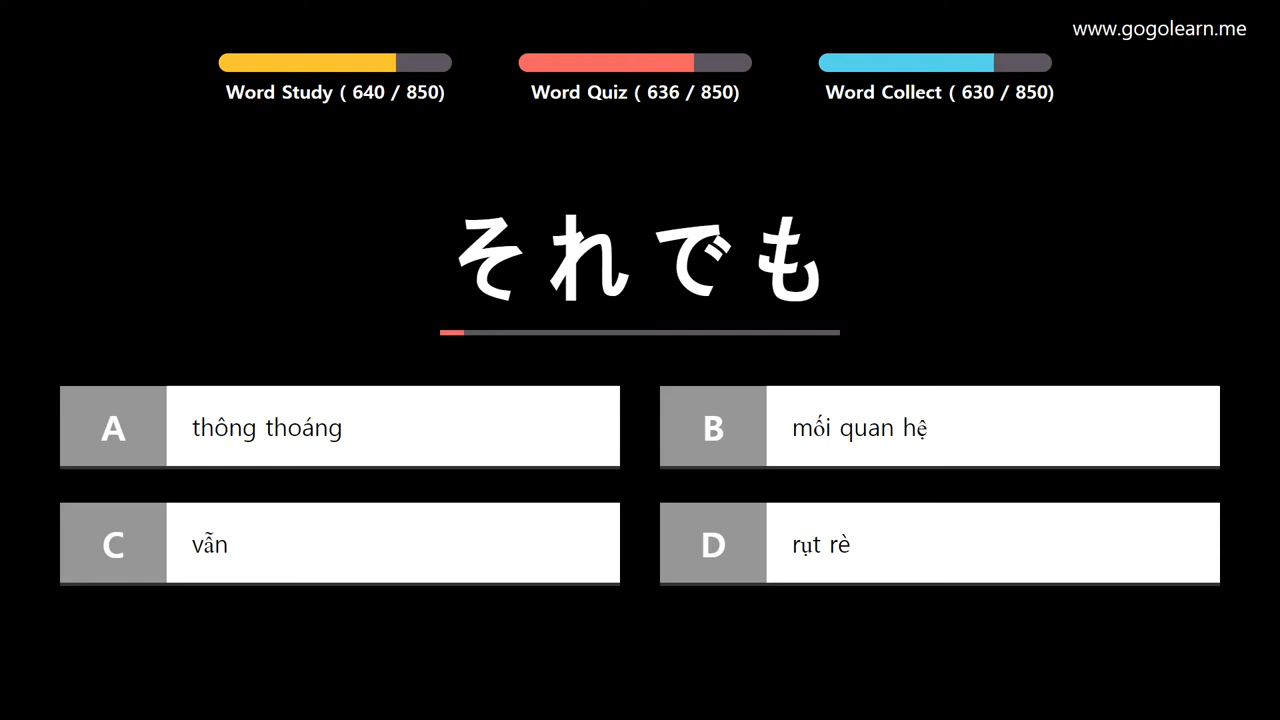 www.gogolearn.me
Word Study ( 640 / 850)
Word Quiz ( 636 / 850)
Word Collect ( 630 / 850)
それでも
A thông thoáng
B mối quan hệ
C vẫn
D rụt rè